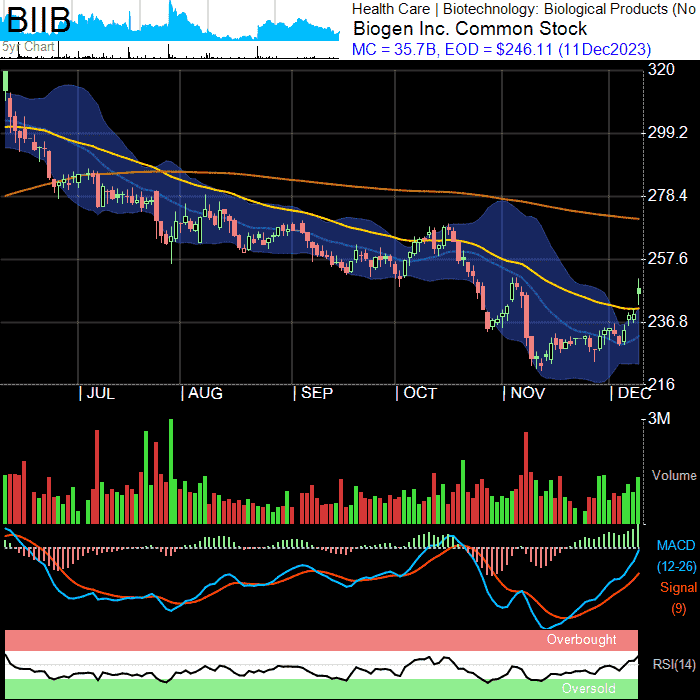 BIIB
5yr Chart
Health Care | Biotechnology: Biological Products (No
Biogen Inc. Common Stock
MC = 35.7B, EOD = $246.11 (11Dec2023)
320
299.2
278.4
257.6
236.8
216
JUL AUG SEP OCT NOV DEC
3M
Volume
MACD
(12-26)
Signal
(9)
Overbought
RSI(14)
Oversold